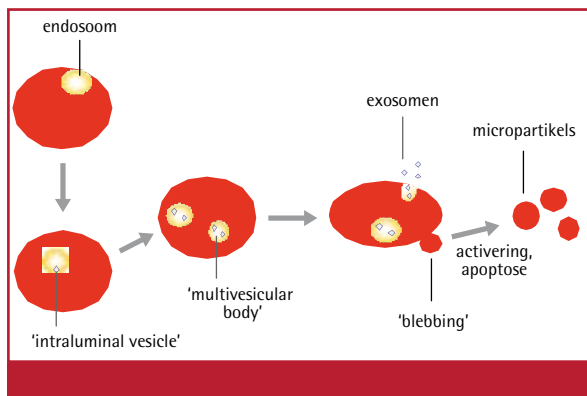 endosoom
exosomen
micropartikels
activering,
apoptose
'multivesicular
body'
'blebbing'
'intraluminal vesicle'